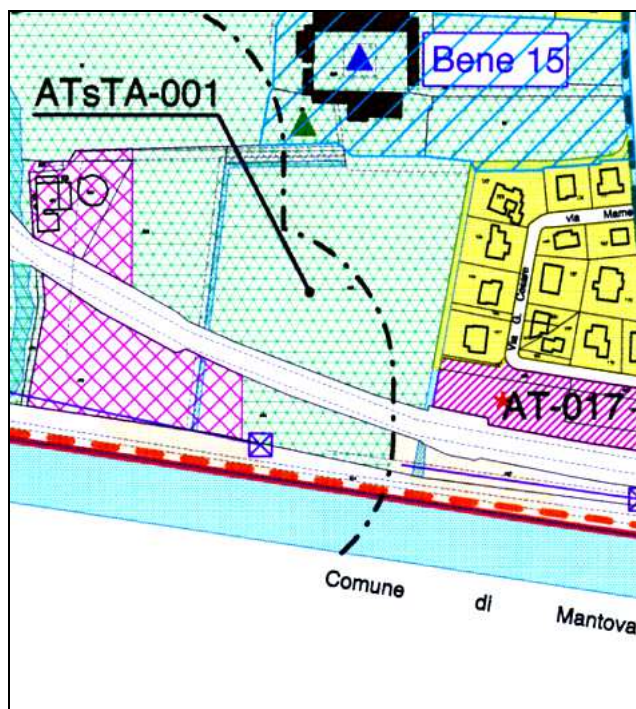 Bene 15
ATsTA-001
via Mame
Via G. Cesare
AT-017
Comune di Mantova